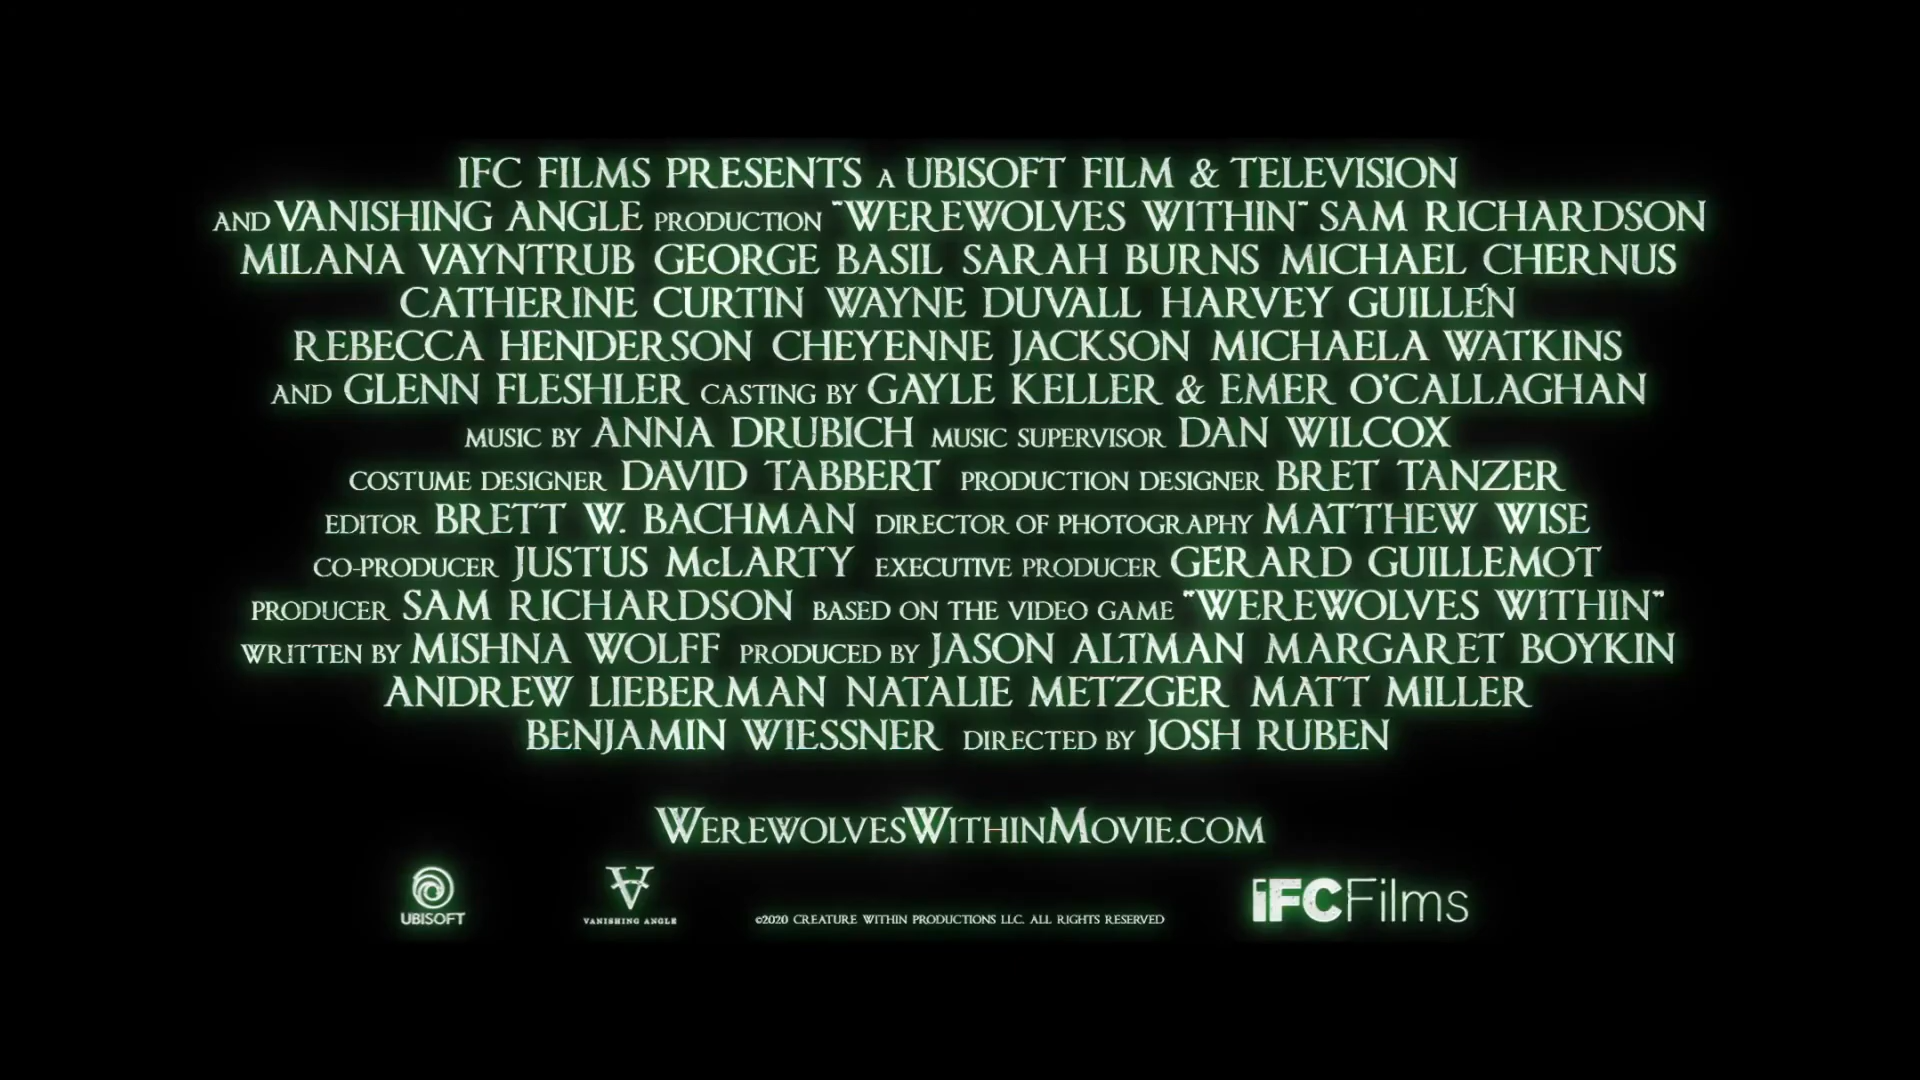 IFC FILMS PRESENTS A UBISOFT FILM & TELEVISION
AND VANISHING ANGLE PRODUCTION "WEREWOLVES WITHIN" SAM RICHARDSON
MILANA VAYNTRUB GEORGE BASIL SARAH BURNS MICHAEL CHERNUS
CATHERINE CURTIN WAYNE DUVALL HARVEY GUILLÉN
REBECCA HENDERSON CHEYENNE JACKSON MICHAELA WATKINS
AND GLENN FLESHLER CASTING BY GAYLE KELLER & EMER O'CALLAGHAN
MUSIC BY ANNA DRUBICH MUSIC SUPERVISOR DAN WILCOX
COSTUME DESIGNER DAVID TABBERT PRODUCTION DESIGNER BRET TANZER
EDITOR BRETT W. BACHMAN DIRECTOR OF PHOTOGRAPHY MATTHEW WISE
CO-PRODUCER JUSTUS McLARTY EXECUTIVE PRODUCER GERARD GUILLEMOT
PRODUCER SAM RICHARDSON BASED ON THE VIDEO GAME "WEREWOLVES WITHIN"
WRITTEN BY MISHNA WOLFF PRODUCED BY JASON ALTMAN MARGARET BOYKIN
ANDREW LIEBERMAN NATALIE METZGER MATT MILLER
BENJAMIN WIESSNER DIRECTED BY JOSH RUBEN
WEREWOLVESWITHINMOVIE.COM
UBISOFT
VANISHING ANGLE
©2020 CREATURE WITHIN PRODUCTIONS LLC. ALL RIGHTS RESERVED
iFC Films